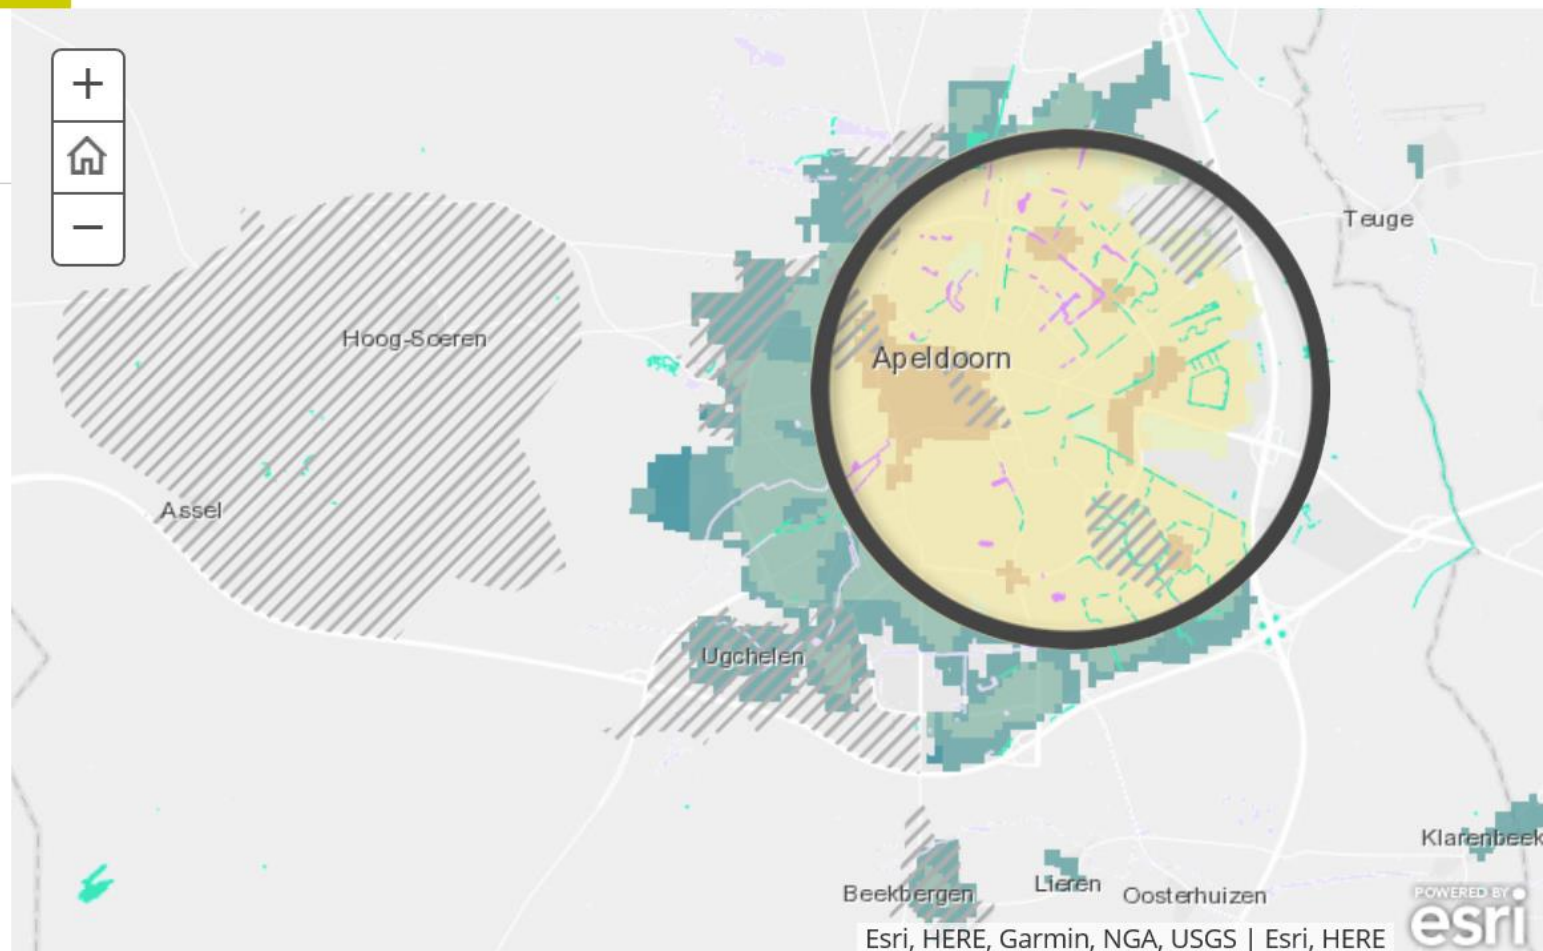 +
−
Teuge
Hoog-Soeren
Apeldoorn
Assel
Ugchelen
Klarenbeek
Beekbergen
Lieren
Oosterhuizen
POWERED BY
esri
Esri, HERE, Garmin, NGA, USGS | Esri, HERE